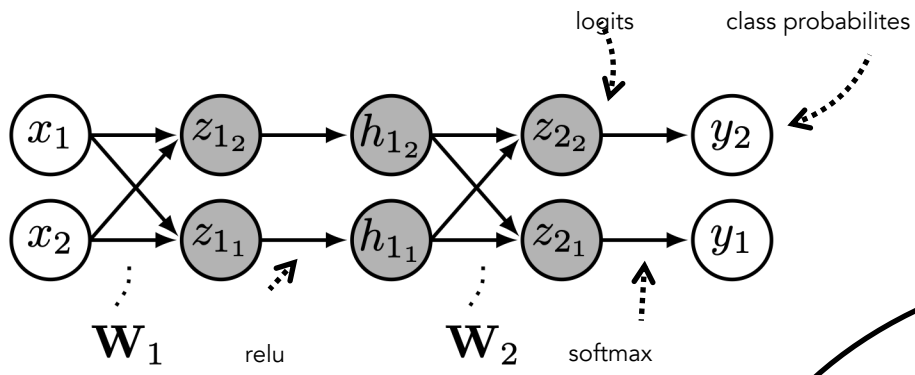 logits class probabilites
x₁ z₁₂ h₁₂ z₂₂ y₂
x₂ z₁₁ h₁₁ z₂₁ y₁
W₁ relu W₂ softmax